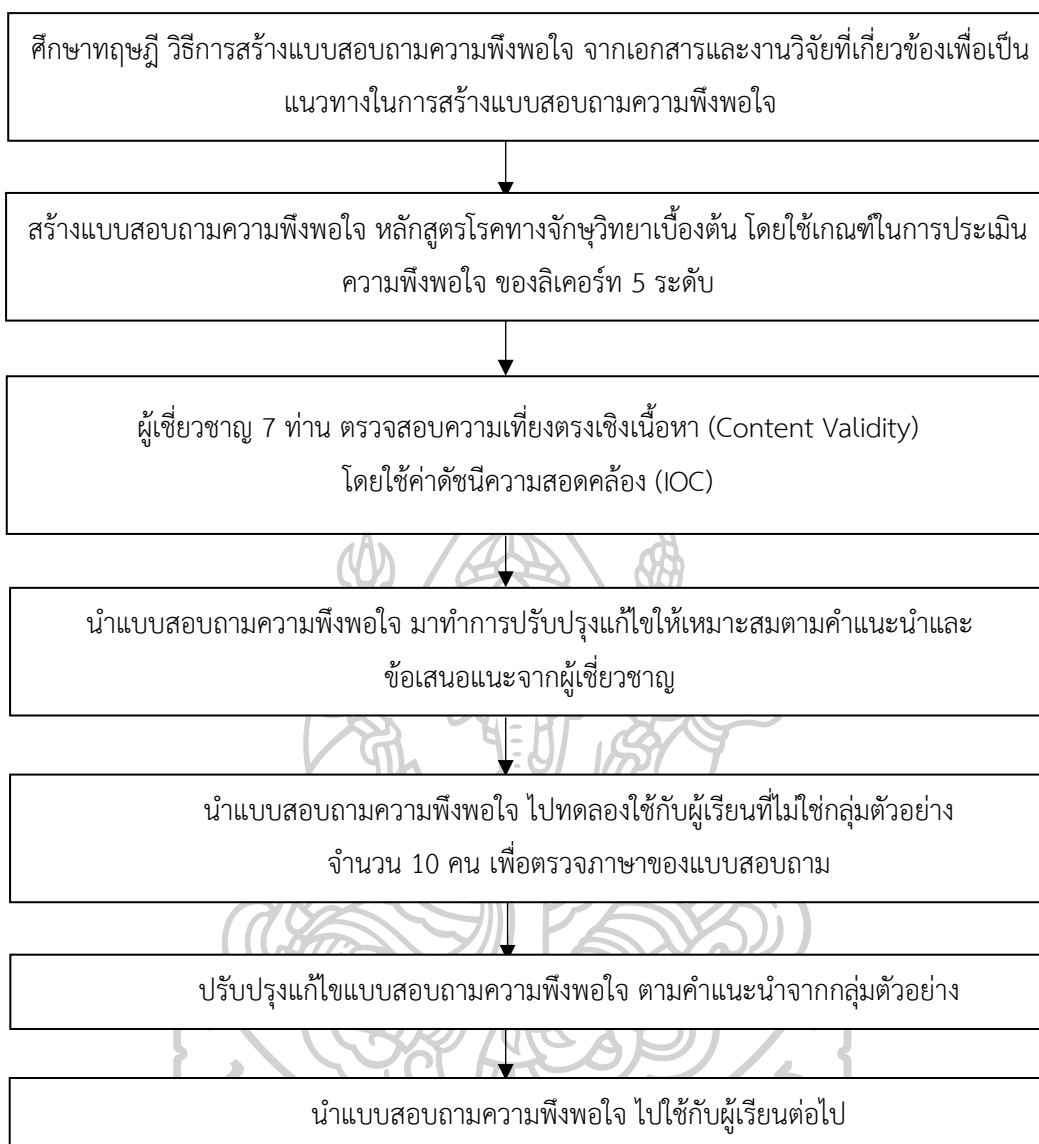 ศึกษาทฤษฎี วิธีการสร้างแบบสอบถามความพึงพอใจ จากเอกสารและงานวิจัยที่เกี่ยวข้องเพื่อเป็น
แนวทางในการสร้างแบบสอบถามความพึงพอใจ
สร้างแบบสอบถามความพึงพอใจ หลักสูตรโรคทางจักษุวิทยาเบื้องต้น โดยใช้เกณฑ์ในการประเมิน
ความพึงพอใจ ของลิเคอร์ท 5 ระดับ
ผู้เชี่ยวชาญ 7 ท่าน ตรวจสอบความเที่ยงตรงเชิงเนื้อหา (Content Validity)
โดยใช้ค่าดัชนีความสอดคล้อง (IOC)
นำแบบสอบถามความพึงพอใจ มาทำการปรับปรุงแก้ไขให้เหมาะสมตามคำแนะนำและ
ข้อเสนอแนะจากผู้เชี่ยวชาญ
นำแบบสอบถามความพึงพอใจ ไปทดลองใช้กับผู้เรียนที่ไม่ใช่กลุ่มตัวอย่าง
จำนวน 10 คน เพื่อตรวจภาษาของแบบสอบถาม
ปรับปรุงแก้ไขแบบสอบถามความพึงพอใจ ตามคำแนะนำจากกลุ่มตัวอย่าง
นำแบบสอบถามความพึงพอใจ ไปใช้กับผู้เรียนต่อไป